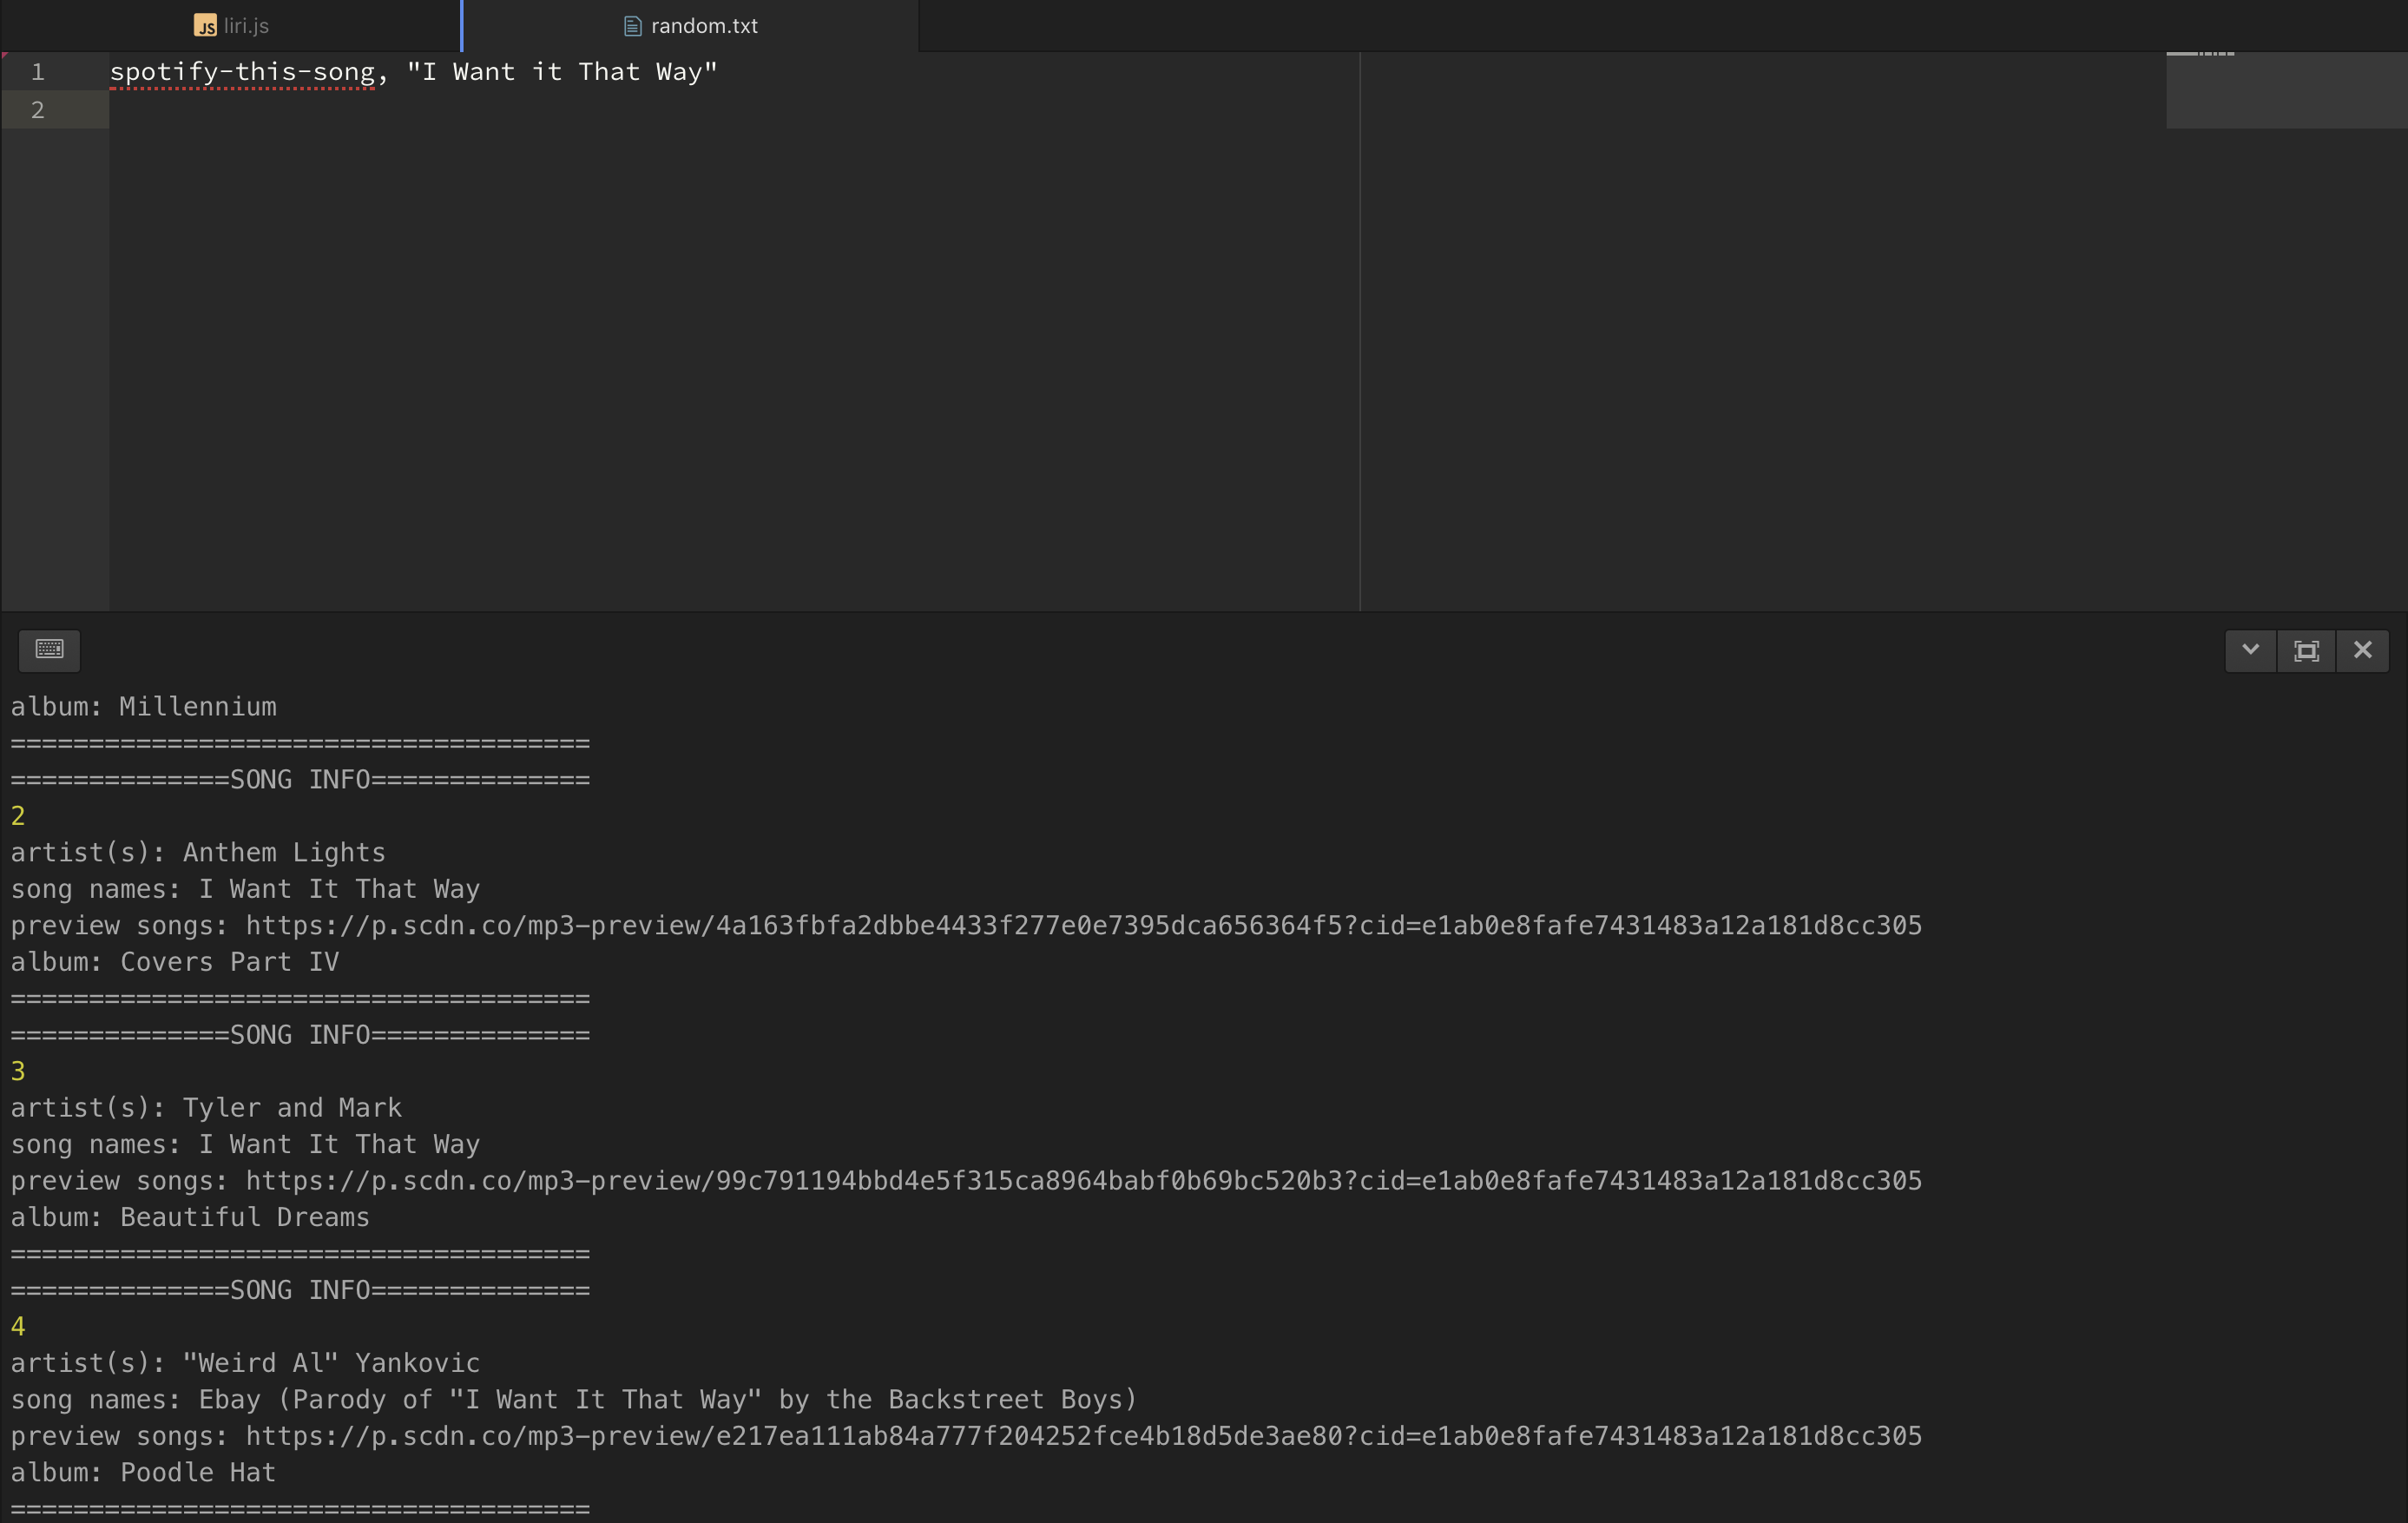 JS liri.js
random.txt
1 spotify-this-song, "I Want it That Way"
2
album: Millennium
=====================================
==============SONG INFO==============
2
artist(s): Anthem Lights
song names: I Want It That Way
preview songs: https://p.scdn.co/mp3-preview/4a163fbfa2dbbe4433f277e0e7395dca656364f5?cid=e1ab0e8fafe7431483a12a181d8cc305
album: Covers Part IV
=====================================
==============SONG INFO==============
3
artist(s): Tyler and Mark
song names: I Want It That Way
preview songs: https://p.scdn.co/mp3-preview/99c791194bbd4e5f315ca8964babf0b69bc520b3?cid=e1ab0e8fafe7431483a12a181d8cc305
album: Beautiful Dreams
=====================================
==============SONG INFO==============
4
artist(s): "Weird Al" Yankovic
song names: Ebay (Parody of "I Want It That Way" by the Backstreet Boys)
preview songs: https://p.scdn.co/mp3-preview/e217ea111ab84a777f204252fce4b18d5de3ae80?cid=e1ab0e8fafe7431483a12a181d8cc305
album: Poodle Hat
=====================================